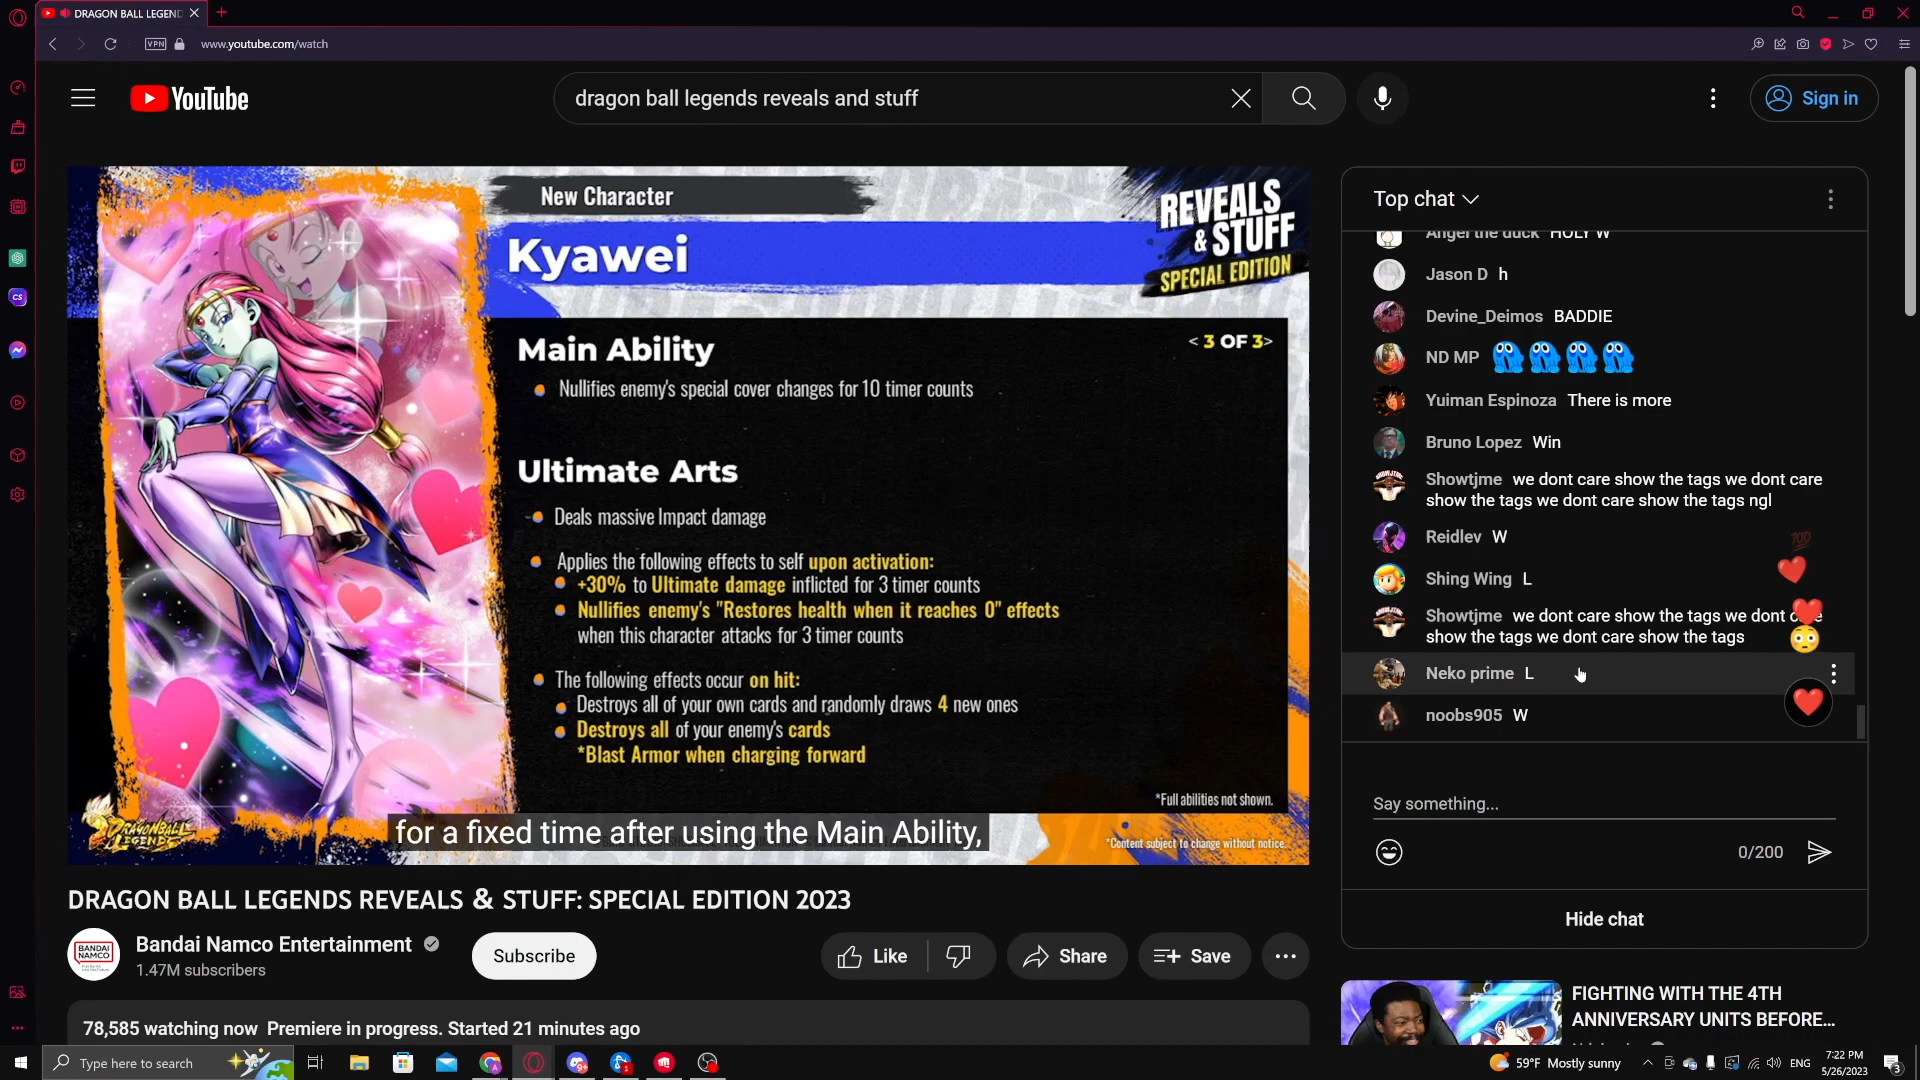 DRAGON BALL LEGEND
VPN
www.youtube.com/watch
YouTube
dragon ball legends reveals and stuff
Sign in
New Character
Kyawei
REVEALS
& STUFF
SPECIAL EDITION
< 3 OF 3>
Main Ability
Nullifies enemy's special cover changes for 10 timer counts
Ultimate Arts
Deals massive Impact damage
Applies the following effects to self upon activation:
+30% to Ultimate damage inflicted for 3 timer counts
Nullifies enemy's "Restores health when it reaches 0" effects
when this character attacks for 3 timer counts
The following effects occur on hit:
Destroys all of your own cards and randomly draws 4 new ones
Destroys all of your enemy's cards
*Blast Armor when charging forward
*Full abilities not shown.
*Content subject to change without notice.
DRAGONBALL
LEGENDS
for a fixed time after using the Main Ability,
Top chat
Angel the duck HOLY W
Jason D h
Devine_Deimos BADDIE
ND MP
Yuiman Espinoza There is more
Bruno Lopez Win
Showtjme we dont care show the tags we dont care
show the tags we dont care show the tags ngl
Reidlev W
Shing Wing L
Showtjme we dont care show the tags we dont care
show the tags we dont care show the tags
Neko prime L
noobs905 W
Say something...
0/200
Hide chat
DRAGON BALL LEGENDS REVEALS & STUFF: SPECIAL EDITION 2023
BANDAI
NAMCO
Bandai Namco Entertainment
1.47M subscribers
Subscribe
Like
Share
Save
78,585 watching now Premiere in progress. Started 21 minutes ago
FIGHTING WITH THE 4TH
ANNIVERSARY UNITS BEFORE...
Type here to search
59°F Mostly sunny
ENG
7:22 PM
5/26/2023
3